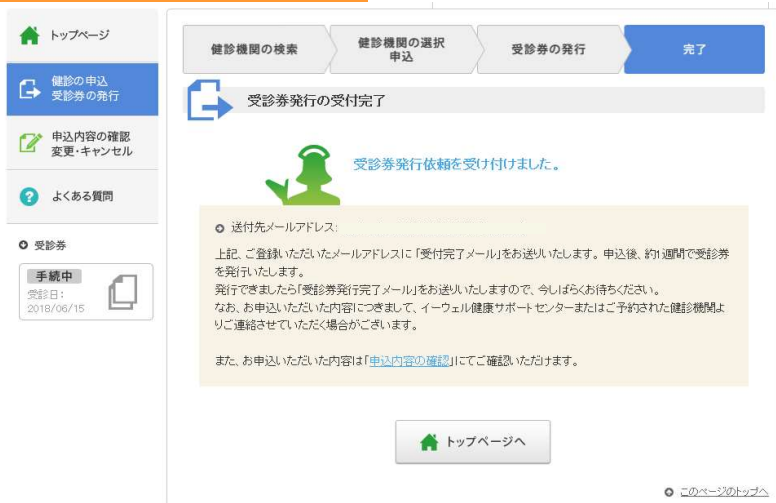 トップページ
健診の申込
受診券の発行
申込内容の確認
変更・キャンセル
よくある質問
受診券
手続中
受診日：
2018/06/15
健診機関の検索
健診機関の選択
申込
受診券の発行
完了
受診券発行の受付完了
受診券発行依頼を受け付けました。
送付先メールアドレス:
上記、ご登録いただいたメールアドレスに「受付完了メール」をお送りいたします。申込後、約1週間で受診券
を発行いたします。
発行できましたら「受診券発行完了メール」をお送りいたしますので、今しばらくお待ちください。
なお、お申込いただいた内容につきまして、イーウェル健康サポートセンターまたはご予約された健診機関よ
りご連絡させていただく場合がございます。
また、お申込いただいた内容は「申込内容の確認」にてご確認いただけます。
トップページへ
このページのトップへ